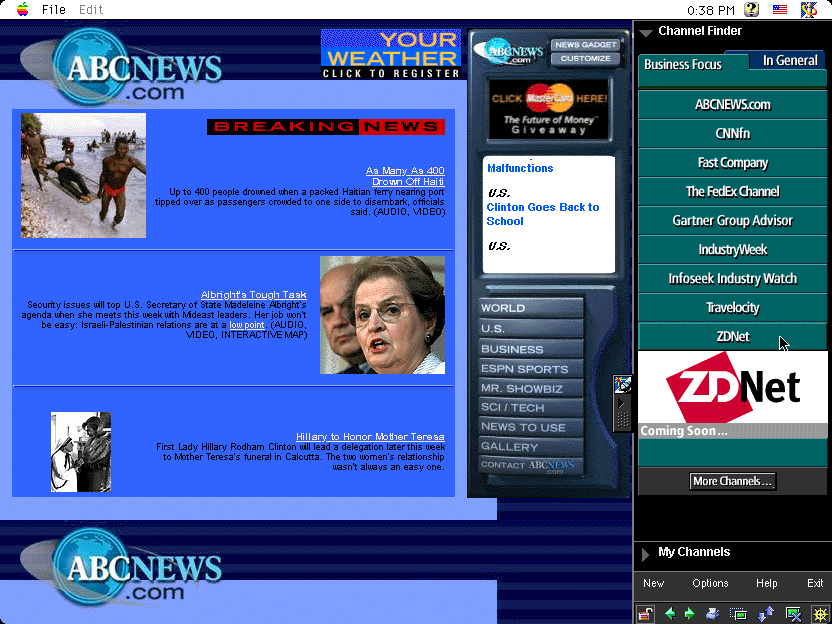 File Edit
0:38 PM
ABCNEWS
.com
YOUR
WEATHER
CLICK TO REGISTER
BREAKING NEWS
As Many As 400
Drown Off Haiti
Up to 400 people drowned when a packed Haitian ferry nearing port
tipped over as passengers crowded to one side to disembark, officials
said. (AUDIO, VIDEO)
Albright's Tough Task
Security issues will top U.S. Secretary of State Madeleine Albright's
agenda when she meets this week with Mideast leaders. Her job won't
be easy: Israeli-Palestinian relations are at a low point. (AUDIO,
VIDEO, INTERACTIVE MAP)
Hillary to Honor Mother Teresa
First Lady Hillary Rodham Clinton will lead a delegation later this week
to Mother Teresa's funeral in Calcutta. The two women's relationship
wasn't always an easy one.
ABCNEWS
.com
ABCNEWS
.com
NEWS GADGET
CUSTOMIZE
CLICK MasterCard HERE!
The Future of Money
Giveaway
Malfunctions
U.S.
Clinton Goes Back to
School
U.S.
WORLD
U.S.
BUSINESS
ESPN SPORTS
MR. SHOWBIZ
SCI / TECH
NEWS TO USE
GALLERY
CONTACT ABCNEWS
.com
Channel Finder
Business Focus
In General
ABCNEWS.com
CNNfn
Fast Company
The FedEx Channel
Gartner Group Advisor
IndustryWeek
Infoseek Industry Watch
Travelocity
ZDNet
ZDNet
Coming Soon...
More Channels...
My Channels
New Options Help Exit